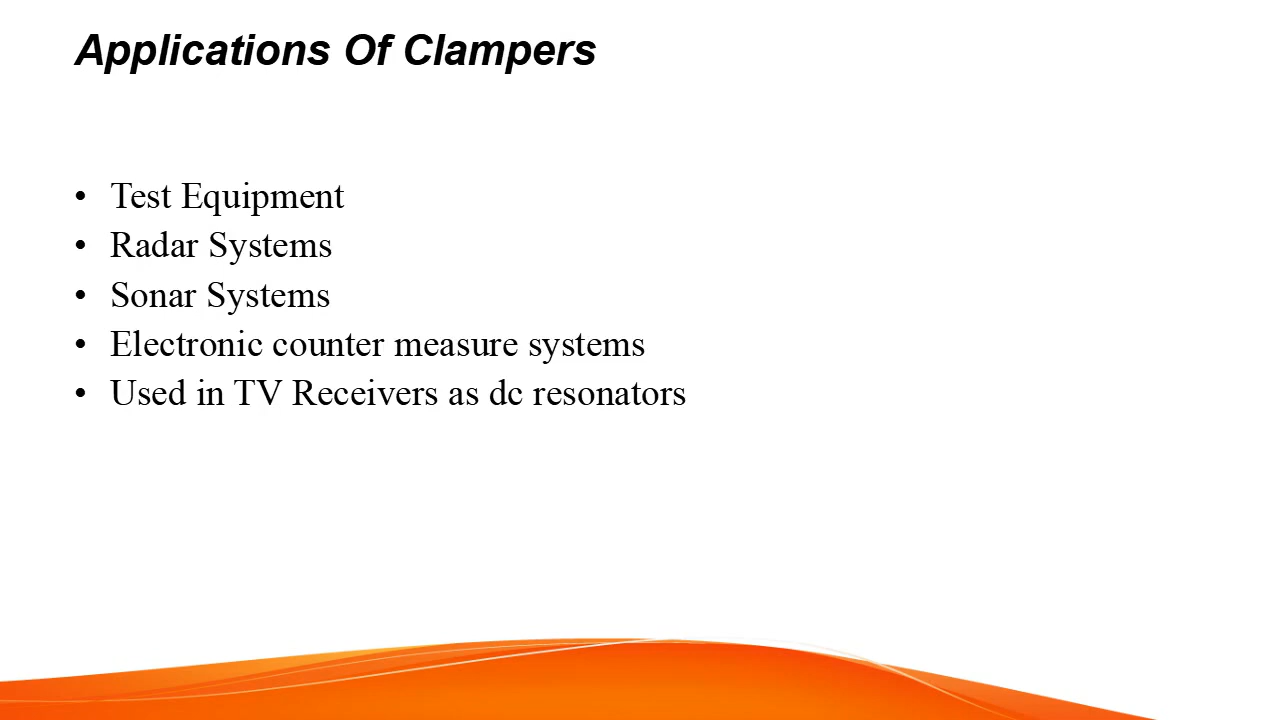 Applications Of Clampers
• Test Equipment
• Radar Systems
• Sonar Systems
• Electronic counter measure systems
• Used in TV Receivers as dc resonators